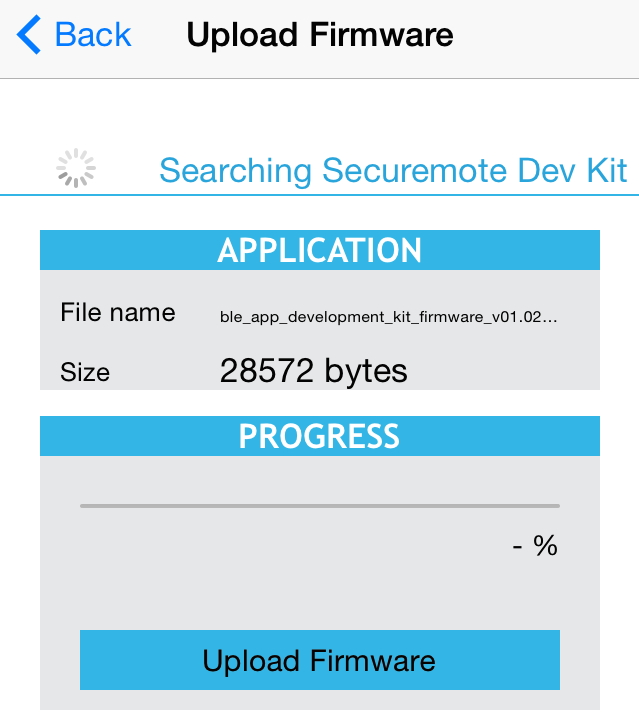 Back Upload Firmware
Searching Securemote Dev Kit
APPLICATION
File name ble_app_development_kit_firmware_v01.02...
Size 28572 bytes
PROGRESS
- %
Upload Firmware